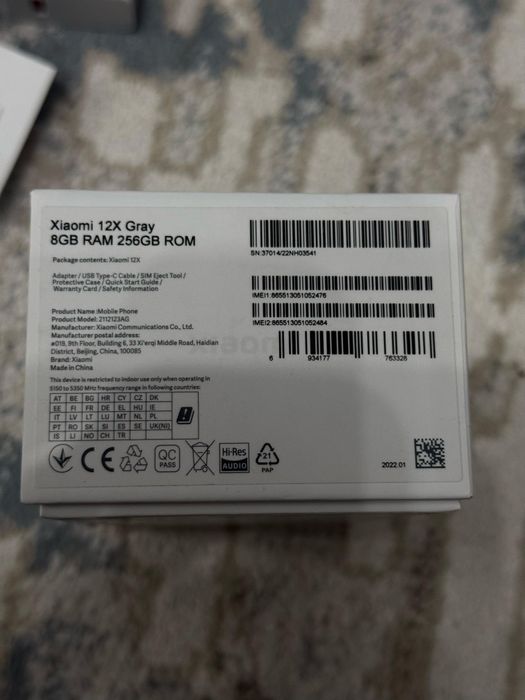 Xiaomi 12X Gray
8GB RAM 256GB ROM
Package contents: Xiaomi 12X
Adapter / USB Type-C Cable / SIM Eject Tool /
Protective Case / Quick Start Guide /
Warranty Card / Safety Information
Product Name:Mobile Phone
Product Model: 2112123AG
Manufacturer: Xiaomi Communications Co., Ltd.
Manufacturer postal address:
#019, 9th Floor, Building 6, 33 Xi'erqi Middle Road, Haidian
District, Beijing, China, 100085
Brand: Xiaomi
Made in China
This device is restricted to indoor use only when operating in
5150 to 5350 MHz frequency range in following countries:
AT BE BG HR CY CZ DK
EE FI FR DE EL HU IE
IT LV LT LU MT NL PL
PT RO SK SI ES SE UK(NI)
IS LI NO CH TR
CE
QC
PASS
Hi-Res
AUDIO
21
PAP
SN:37014/22NH03541
IMEI1:865513051052476
IMEI2:865513051052484
6 934177 763328
2022.01